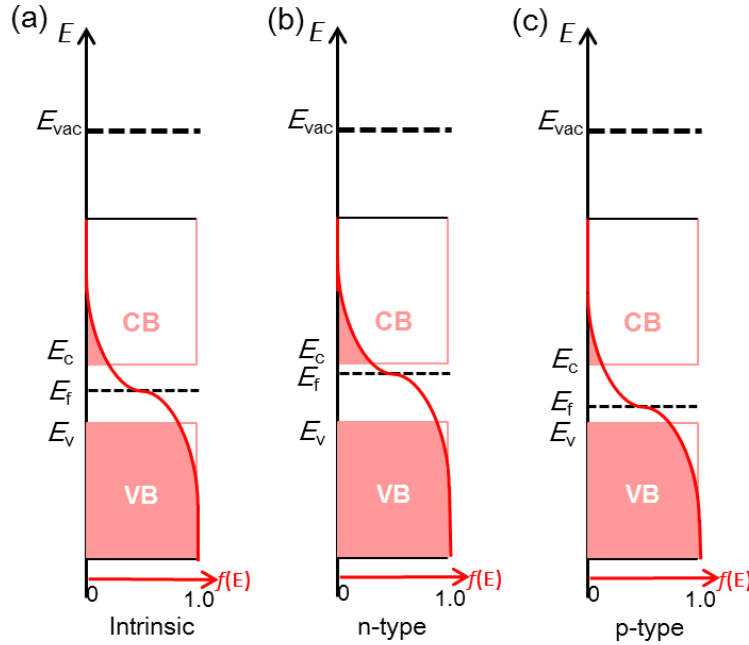 (a)
E
Evac
CB
Ec
Ef
Ev
VB
f(E)
0
1.0
Intrinsic
(b)
E
Evac
CB
Ec
Ef
Ev
VB
f(E)
0
1.0
n-type
(c)
E
Evac
CB
Ec
Ef
Ev
VB
f(E)
0
1.0
p-type